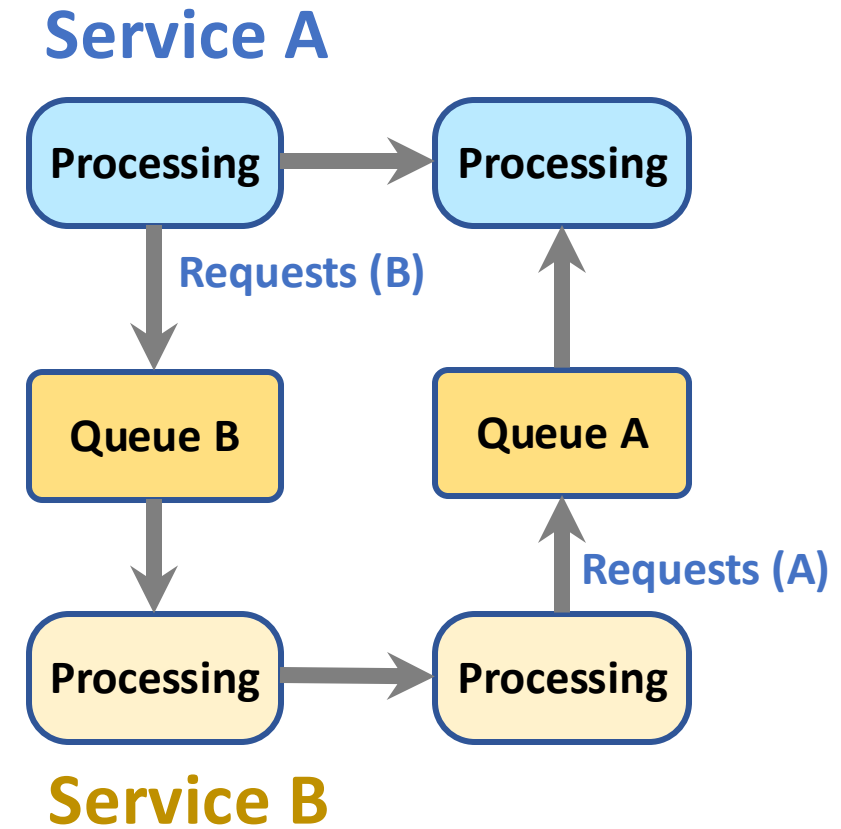 Service A
Processing
Processing
Requests (B)
Queue B
Queue A
Requests (A)
Processing
Processing
Service B